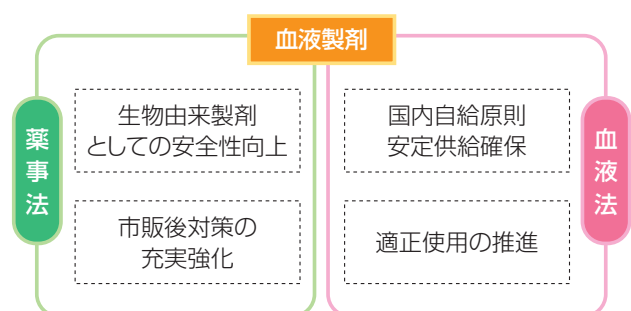 血液製剤
薬事法
生物由来製剤
としての安全性向上
市販後対策の
充実強化
国内自給原則
安定供給確保
適正使用の推進
血液法